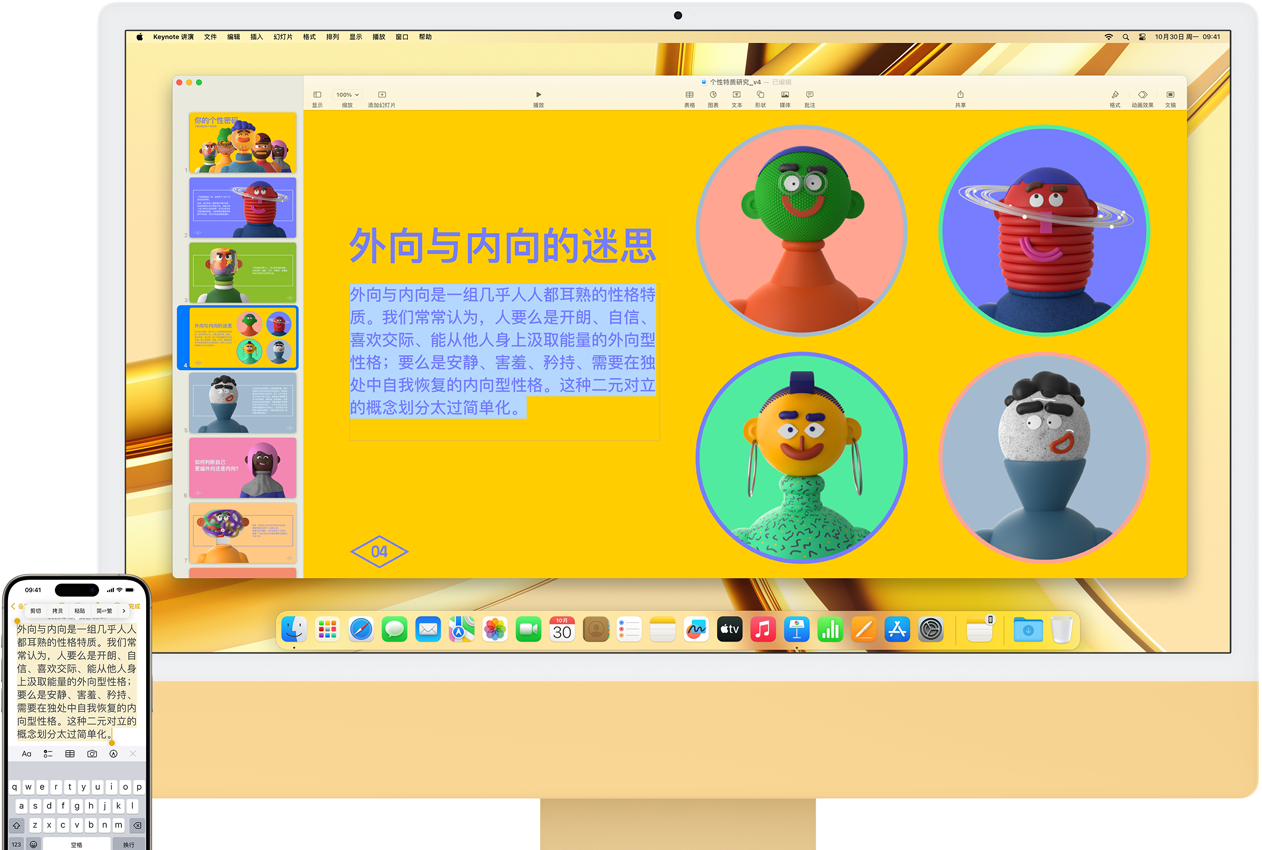 Keynote 讲演 文件 编辑 插入 幻灯片 格式 排列 显示 播放 窗口 帮助
10月30日 周一 09:41
个性特质研究_v4 — 已编辑
100%
显示 缩放 添加幻灯片 播放 表格 图表 文本 形状 媒体 批注 共享 格式 动画效果 文稿
你的个性密码
1
2
3
外向与内向的迷思
4
5
如何判断自己
更偏外向还是内向?
6
7
外向与内向的迷思
外向与内向是一组几乎人人都耳熟的性格特
质。我们常常认为，人要么是开朗、自信、
喜欢交际、能从他人身上汲取能量的外向型
性格；要么是安静、害羞、矜持、需要在独
处中自我恢复的内向型性格。这种二元对立
的概念划分太过简单化。
04
10月
30
tv
09:41
完成
剪切 拷贝 粘贴 简⇄繁
外向与内向是一组几乎人人
都耳熟的性格特质。我们常
常认为，人要么是开朗、自
信、喜欢交际、能从他人身
上汲取能量的外向型性格；
要么是安静、害羞、矜持、
需要在独处中自我恢复的内
向型性格。这种二元对立的
概念划分太过简单化。
Aa
q w e r t y u i o p
a s d f g h j k l
z x c v b n m
123 空格 换行